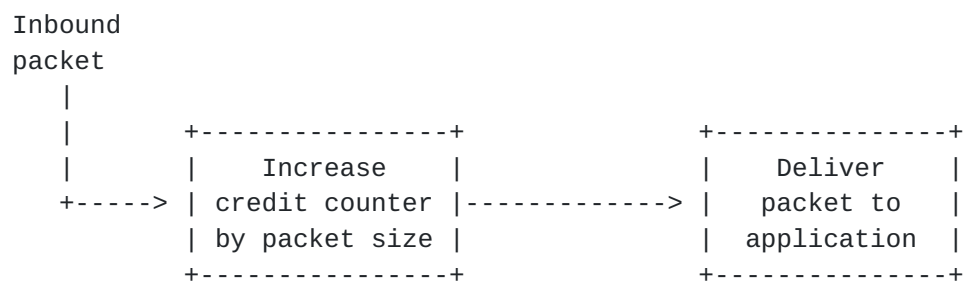 Inbound
packet
Increase Deliver
credit counter packet to
by packet size application